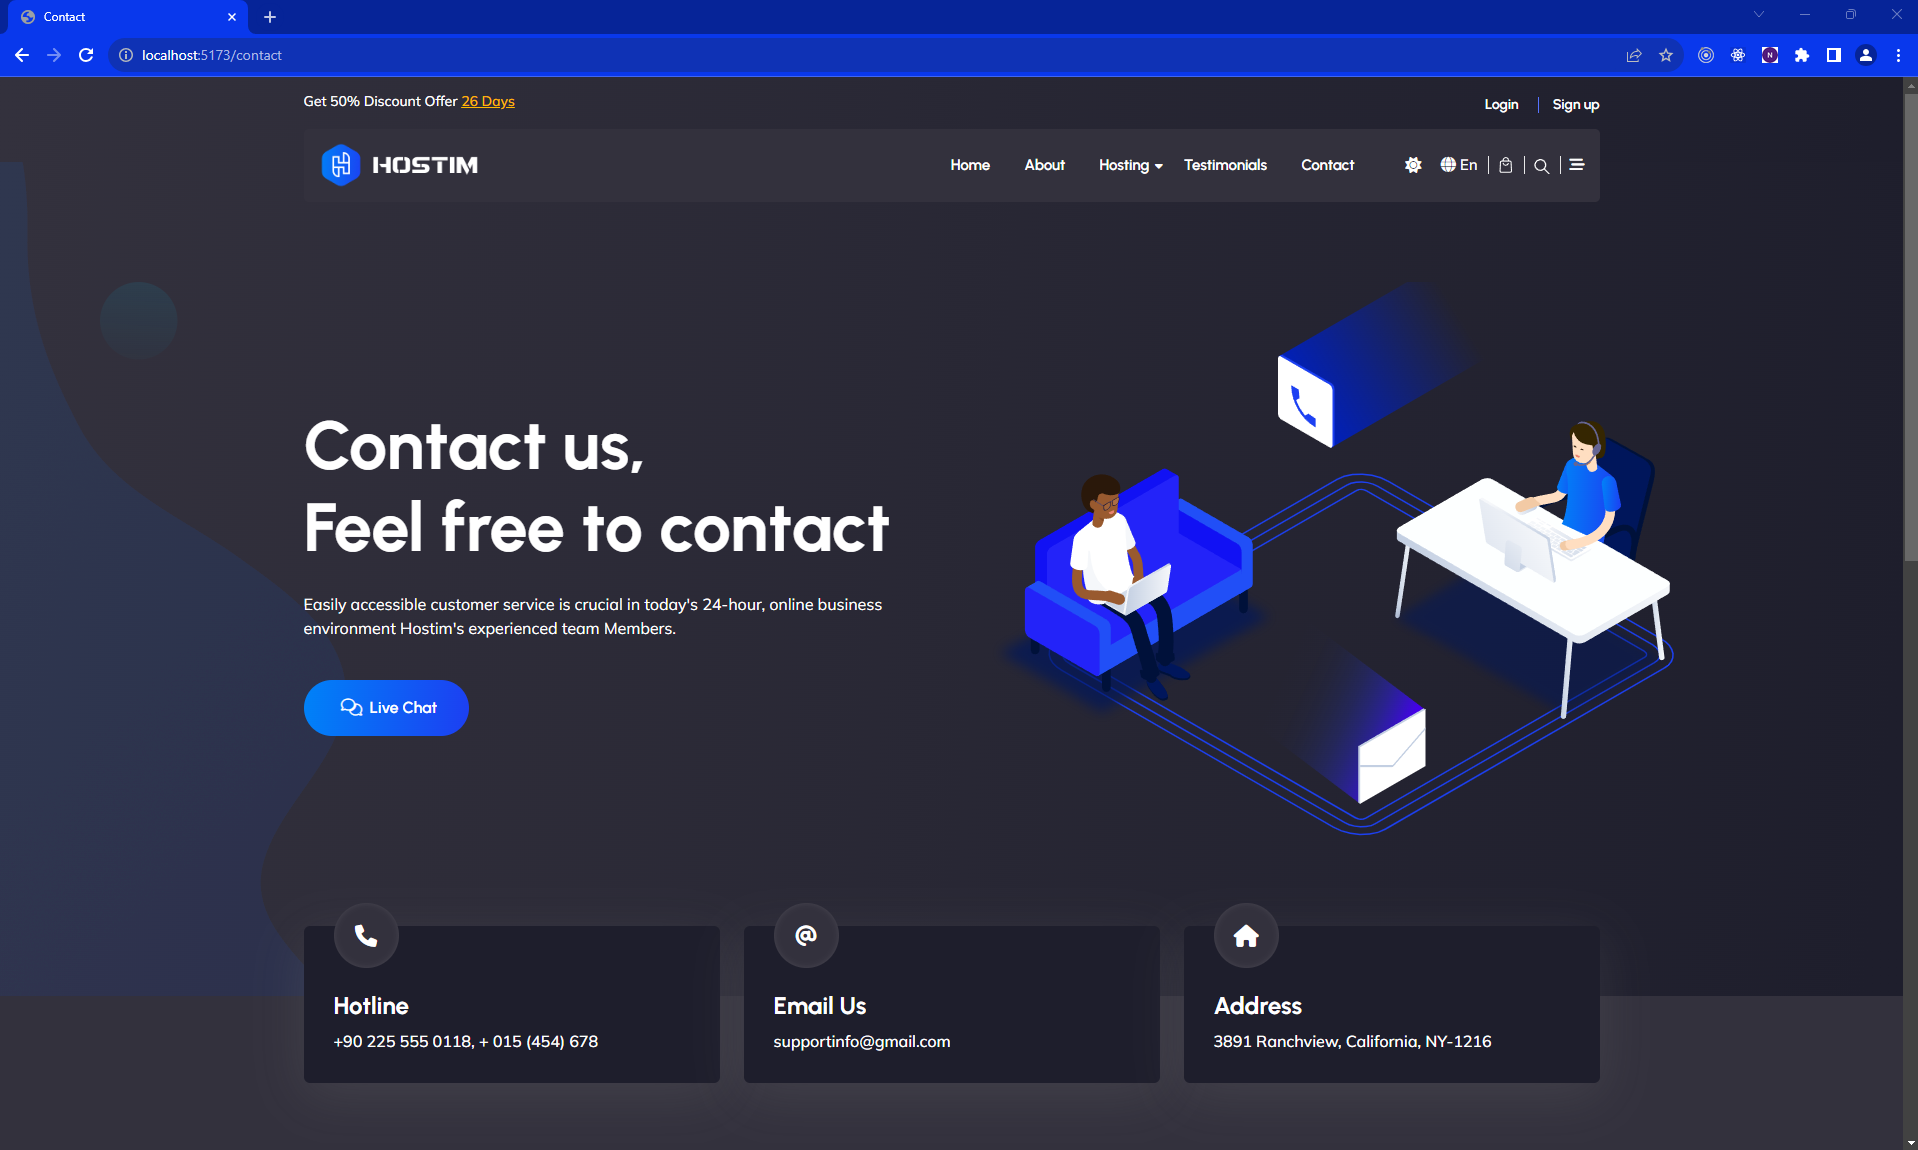 Contact
localhost:5173/contact
Get 50% Discount Offer 26 Days
Login
Sign up
HOSTIM
Home
About
Hosting
Testimonials
Contact
En
Contact us,
Feel free to contact
Easily accessible customer service is crucial in today's 24-hour, online business
environment Hostim's experienced team Members.
Live Chat
Hotline
+90 225 555 0118, + 015 (454) 678
Email Us
supportinfo@gmail.com
Address
3891 Ranchview, California, NY-1216